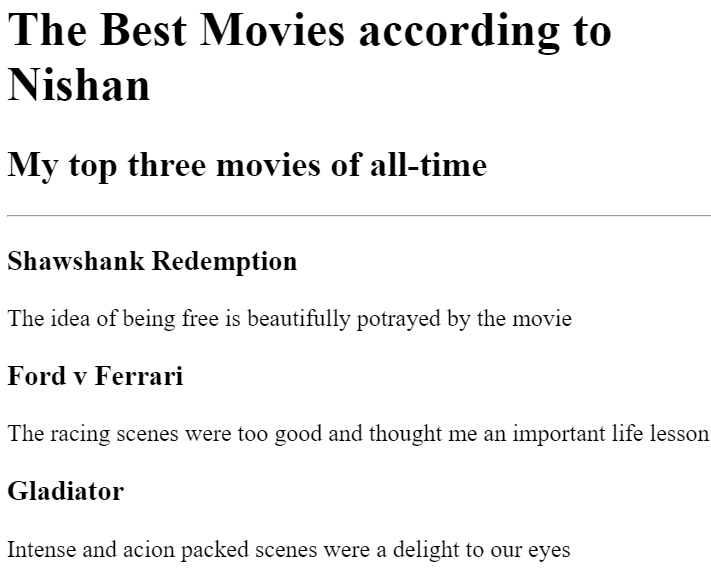 The Best Movies according to
Nishan
My top three movies of all-time
Shawshank Redemption
The idea of being free is beautifully potrayed by the movie
Ford v Ferrari
The racing scenes were too good and thought me an important life lesson
Gladiator
Intense and acion packed scenes were a delight to our eyes